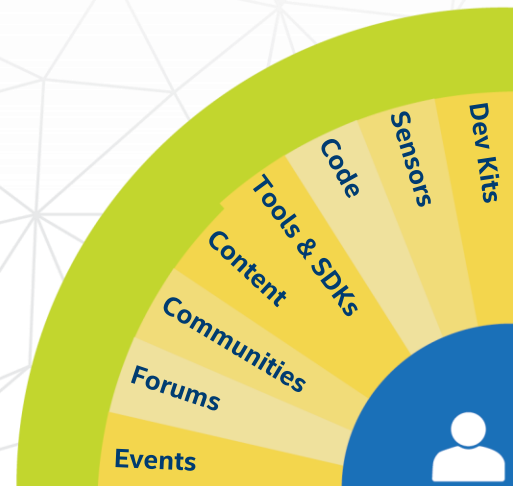 Dev Kits
Sensors
Code
Tools & SDKs
Content
Communities
Forums
Events